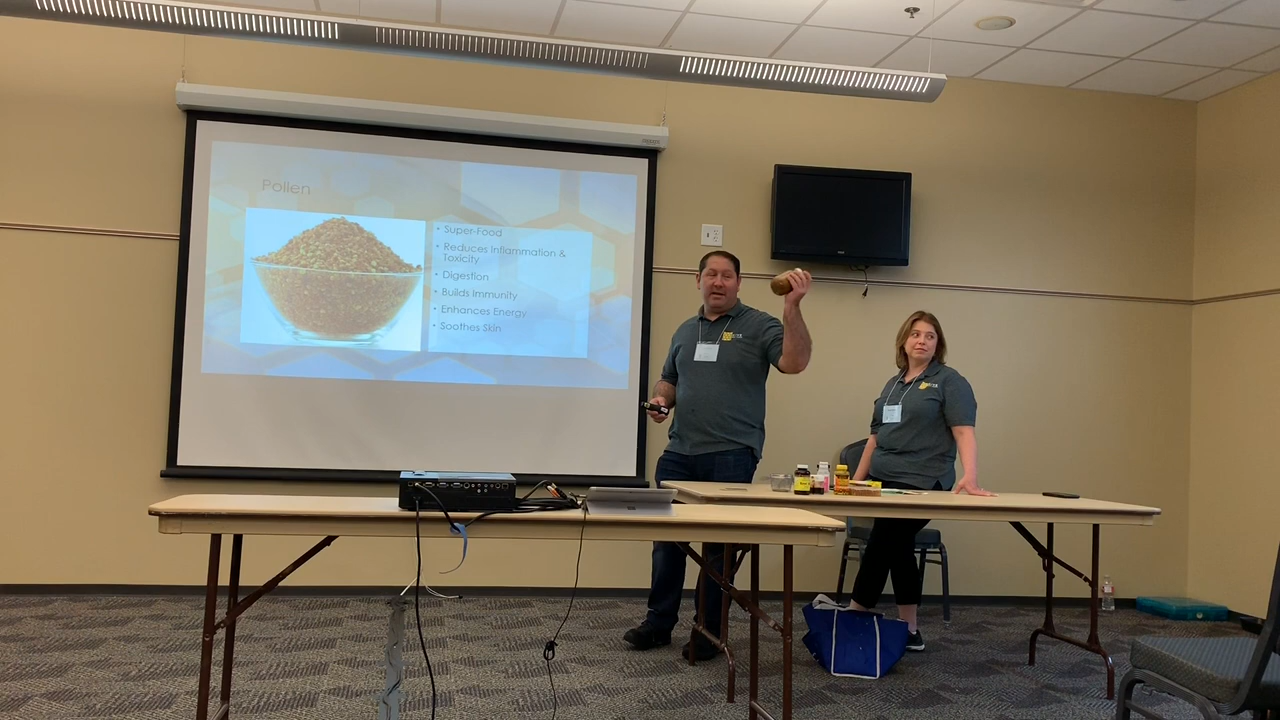 Pollen
• Super-Food
• Reduces Inflammation &
Toxicity
• Digestion
• Builds Immunity
• Enhances Energy
• Soothes Skin